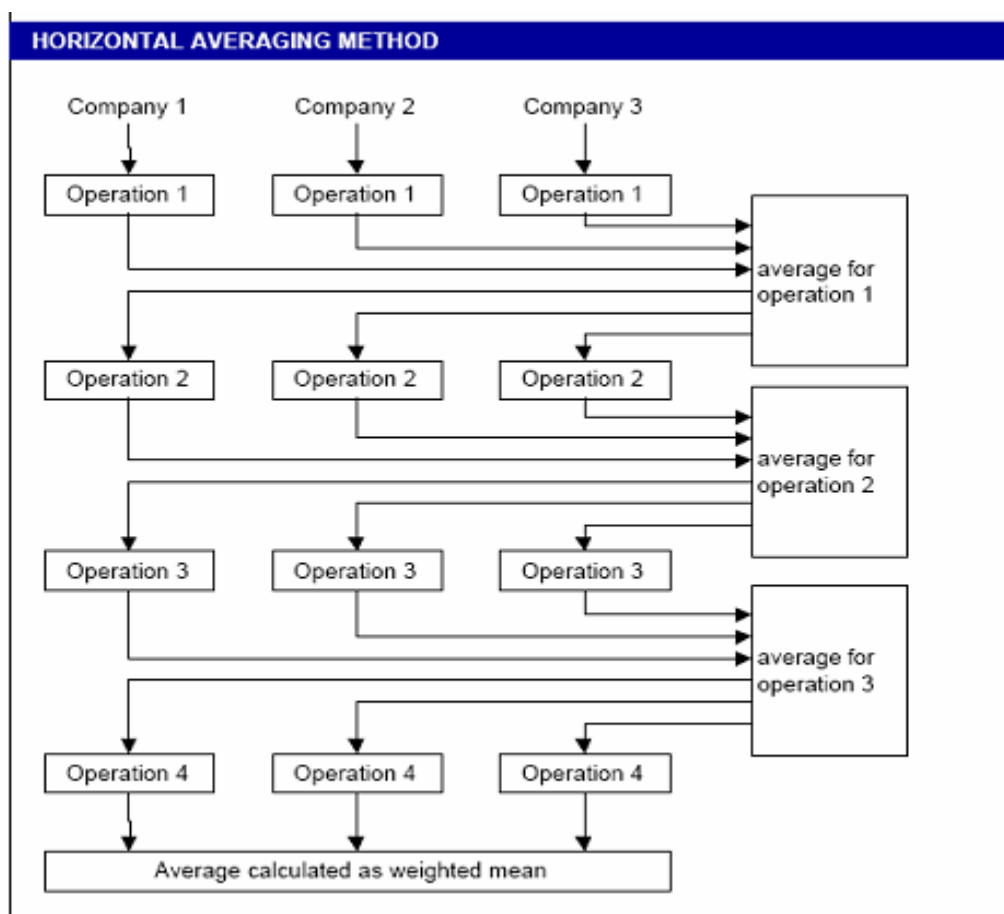 HORIZONTAL AVERAGING METHOD
Company 1 Company 2 Company 3
Operation 1 Operation 1 Operation 1
average for
operation 1
Operation 2 Operation 2 Operation 2
average for
operation 2
Operation 3 Operation 3 Operation 3
average for
operation 3
Operation 4 Operation 4 Operation 4
Average calculated as weighted mean